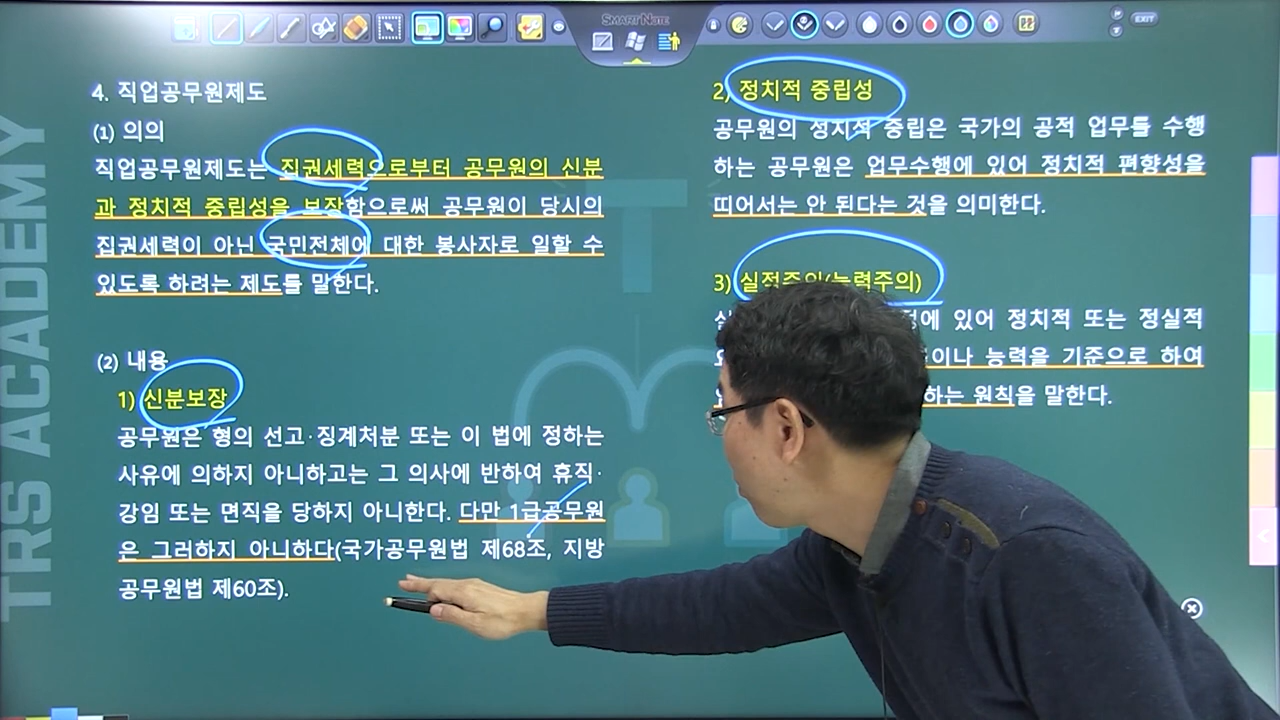 SMART NOTE
EXIT
TRS ACADEMY
4. 직업공무원제도
(1) 의의
직업공무원제도는 집권세력으로부터 공무원의 신분
과 정치적 중립성을 보장함으로써 공무원이 당시의
집권세력이 아닌 국민전체에 대한 봉사자로 일할 수
있도록 하려는 제도를 말한다.
(2) 내용
1) 신분보장
공무원은 형의 선고·징계처분 또는 이 법에 정하는
사유에 의하지 아니하고는 그 의사에 반하여 휴직·
강임 또는 면직을 당하지 아니한다. 다만 1급공무원
은 그러하지 아니하다(국가공무원법 제68조, 지방
공무원법 제60조).
2) 정치적 중립성
공무원의 정치적 중립은 국가의 공적 업무를 수행
하는 공무원은 업무수행에 있어 정치적 편향성을
띠어서는 안 된다는 것을 의미한다.
3) 실적주의(능력주의)
있어 정치적 또는 정실적
능력을 기준으로 하여
하는 원칙을 말한다.